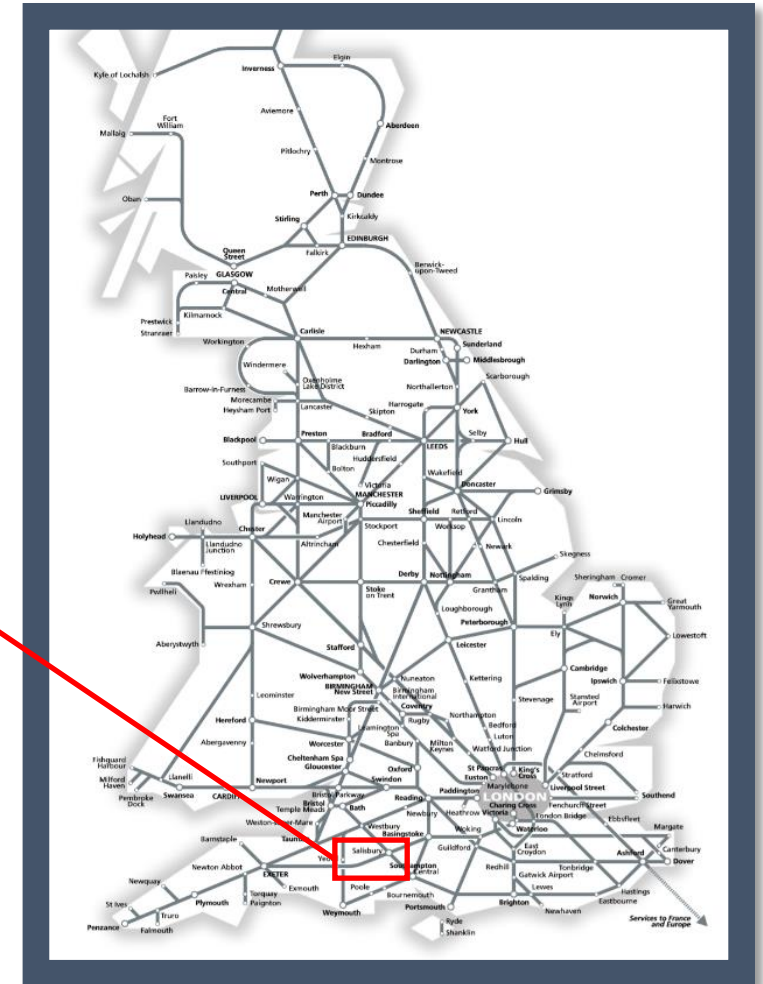 Elgin
Inverness
Kyle of Lochalsh
Aviemore
Fort
William
Mallaig
Aberdeen
Pitlochry
Montrose
Perth
Dundee
Oban
Stirling
Kirkcaldy
EDINBURGH
Queen
Street
Falkirk
Berwick-
upon-Tweed
Paisley
GLASGOW
Central
Motherwell
Kilmarnock
Prestwick
Stranraer
Carlisle
NEWCASTLE
Workington
Hexham
Durham
Sunderland
Darlington
Middlesbrough
Windermere
Scarborough
Oxenholme
Lake District
Northallerton
Barrow-in-Furness
Morecambe
Heysham Port
Lancaster
Harrogate
York
Skipton
Blackpool
Preston
Bradford
Selby
Hull
Blackburn
LEEDS
Huddersfield
Southport
Bolton
Wakefield
Wigan
Victoria
Doncaster
MANCHESTER
Piccadilly
Grimsby
LIVERPOOL
Warrington
Manchester
Airport
Sheffield
Retford
Lincoln
Llandudno
Chester
Stockport
Worksop
Holyhead
Llandudno
Junction
Altrincham
Chesterfield
Newark
Skegness
Blaenau Ffestiniog
Wrexham
Crewe
Stoke
on Trent
Derby
Nottingham
Grantham
Spalding
Sheringham
Cromer
Pwllheli
Kings
Lynn
Norwich
Great
Yarmouth
Loughborough
Shrewsbury
Peterborough
Ely
Lowestoft
Aberystwyth
Stafford
Leicester
Wolverhampton
Nuneaton
Kettering
Cambridge
BIRMINGHAM
New Street
Birmingham
International
Ipswich
Felixstowe
Leominster
Birmingham Moor Street
Coventry
Stevenage
Stansted
Airport
Harwich
Kidderminster
Rugby
Northampton
Hereford
Leamington
Spa
Bedford
Colchester
Worcester
Banbury
Milton
Keynes
Luton
Abergavenny
Watford Junction
Chelmsford
Cheltenham Spa
Gloucester
Oxford
St Pancras
King's
Cross
Fishguard
Harbour
Llanelli
Newport
Swindon
Euston
Stratford
Milford
Haven
Marylebone
Liverpool Street
Pembroke
Dock
Swansea
CARDIFF
Bristol Parkway
Reading
Paddington
LONDON
Southend
Bristol
Temple Meads
Bath
Charing Cross
Fenchurch Street
Weston-super-Mare
Newbury
Heathrow
Victoria
London Bridge
Ebbsfleet
Westbury
Basingstoke
Woking
Waterloo
Margate
Barnstaple
Salisbury
Guildford
East
Croydon
Canterbury
Newton Abbot
EXETER
Redhill
Tonbridge
Ashford
Dover
Central
Gatwick Airport
Newquay
Exmouth
Poole
Bournemouth
Lewes
Hastings
St Ives
Plymouth
Torquay
Paignton
Brighton
Eastbourne
Truro
Weymouth
Portsmouth
Newhaven
Penzance
Falmouth
Ryde
Shanklin
Services to France
and Europe